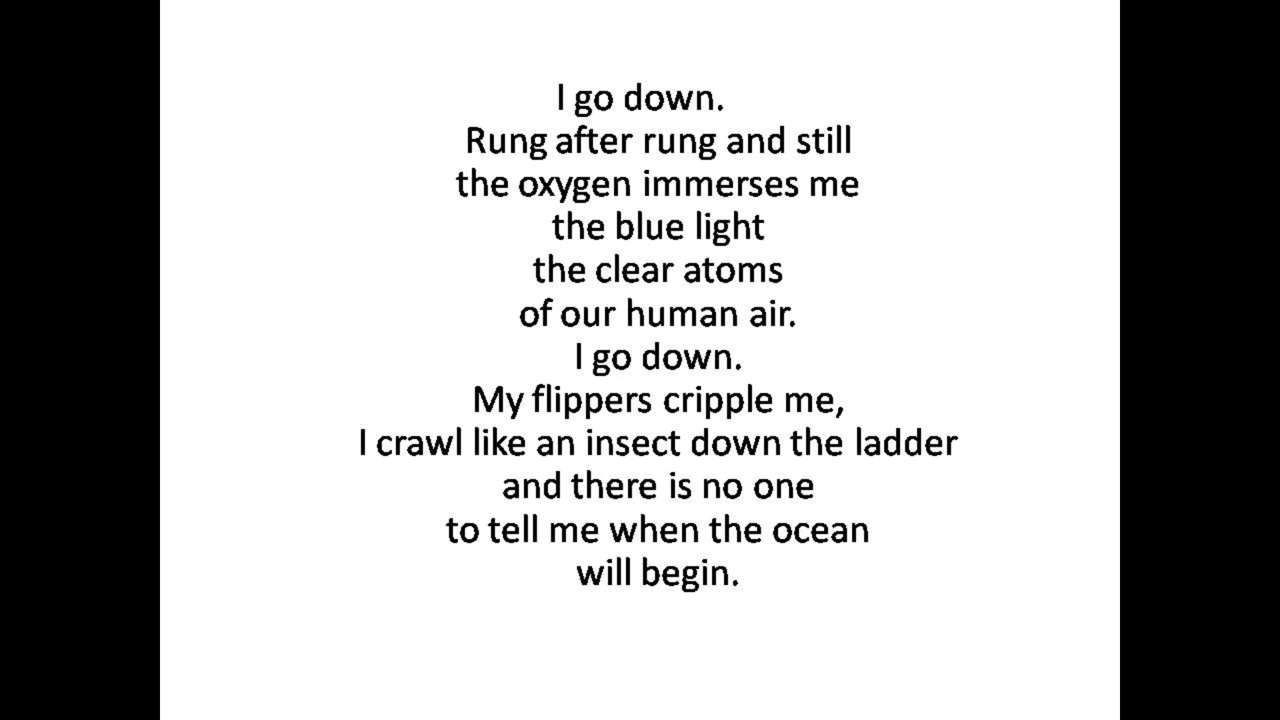 I go down.
Rung after rung and still
the oxygen immerses me
the blue light
the clear atoms
of our human air.
I go down.
My flippers cripple me,
I crawl like an insect down the ladder
and there is no one
to tell me when the ocean
will begin.